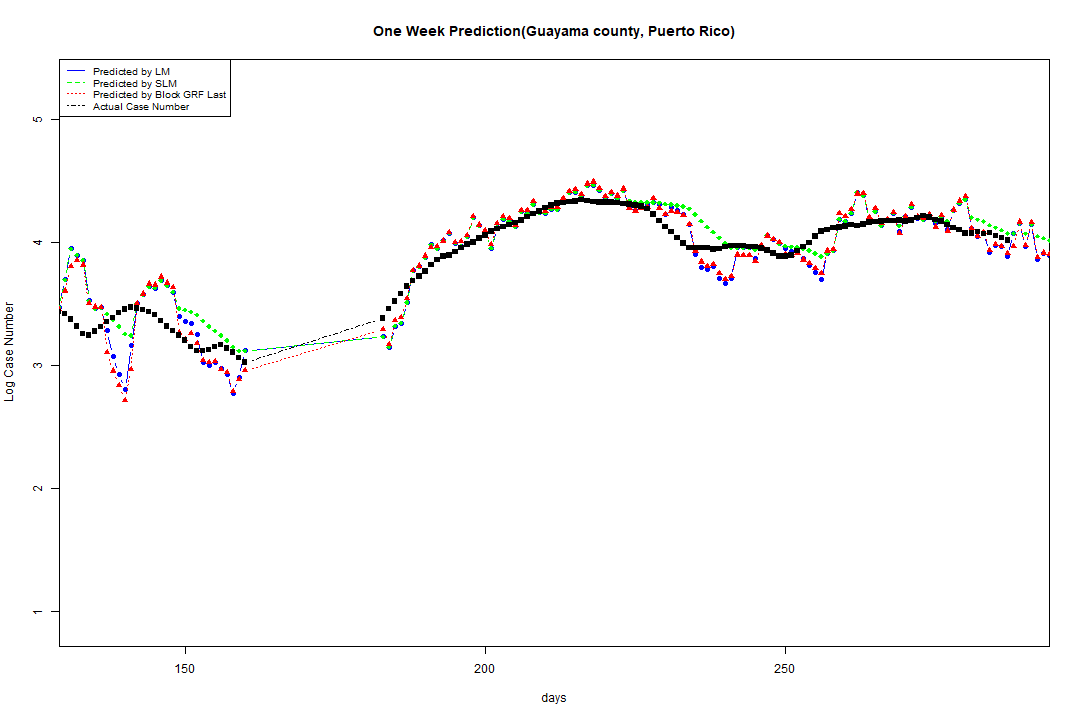 One Week Prediction(Guayama county, Puerto Rico)
Predicted by LM
Predicted by SLM
Predicted by Block GRF Last
Actual Case Number
5
4
3
2
1
Log Case Number
150
200
250
days